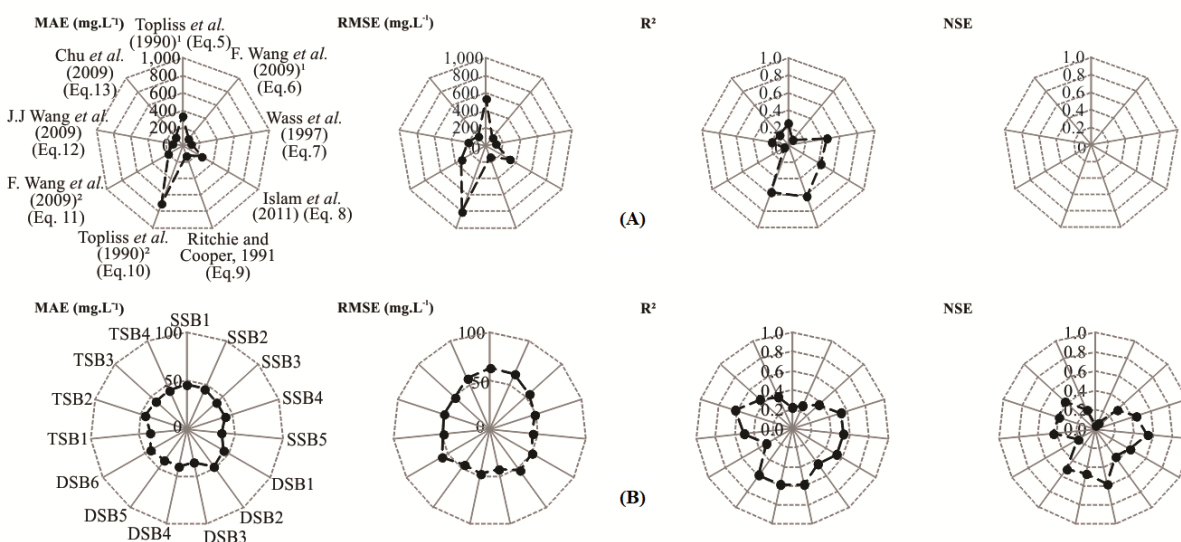 MAE (mg.L⁻¹)
Topliss et al.
(1990)¹ (Eq.5)
F. Wang et al.
(2009)¹
(Eq.6)
Wass et al.
(1997)
(Eq.7)
Islam et al.
(2011) (Eq. 8)
Ritchie and
Cooper, 1991
(Eq.9)
Topliss et al.
(1990)²
(Eq.10)
F. Wang et al.
(2009)²
(Eq. 11)
J.J Wang et al.
(2009)
(Eq.12)
Chu et al.
(2009)
(Eq.13)
1,000
800
600
400
200
0
RMSE (mg.L⁻¹)
1,000
800
600
400
200
0
R²
1.0
0.8
0,6
0.4
0.2
0.0
NSE
1.0
0.8
0.6
0.4
0.2
0.0
(A)
MAE (mg.L⁻¹)
SSB1
SSB2
SSB3
SSB4
SSB5
DSB1
DSB2
DSB3
DSB4
DSB5
DSB6
TSB1
TSB2
TSB3
TSB4
100
50
0
RMSE (mg.L⁻¹)
100
50
0
R²
1.0
0.8
0.6
0.4
0.2
0.0
NSE
1.0
0.8
0.6
0.4
0.2
0.0
(B)